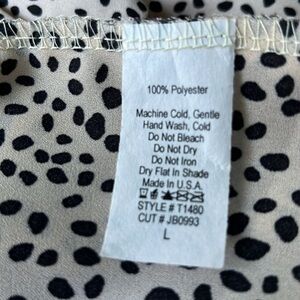 100% Polyester
Machine Cold, Gentle
Hand Wash, Cold
Do Not Bleach
Do Not Dry
Do Not Iron
Dry Flat In Shade
Made In U.S.A.
STYLE # T1480
CUT # JB0993
L